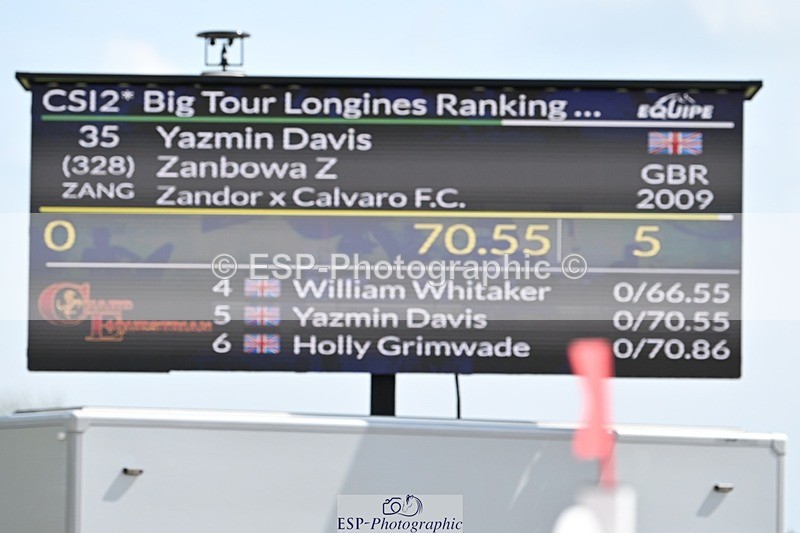 CSI2* Big Tour Longines Ranking ... EQUIPE
35 Yazmin Davis
(328) Zanbowa Z GBR
ZANG Zandor x Calvaro F.C. 2009
0 70.55 5
© ESP-Photographic ©
4 William Whitaker 0/66.55
5 Yazmin Davis 0/70.55
6 Holly Grimwade 0/70.86
ESP-Photographic